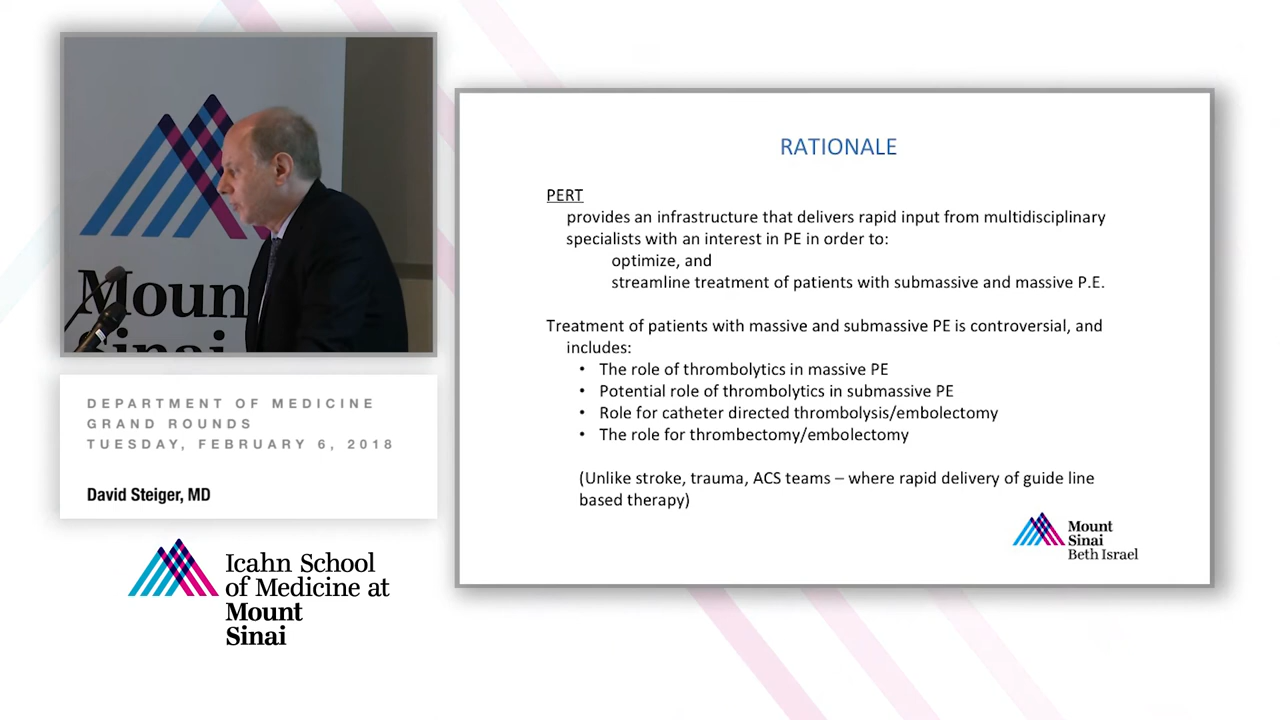 Mount
Sinai
DEPARTMENT OF MEDICINE
GRAND ROUNDS
TUESDAY, FEBRUARY 6, 2018
David Steiger, MD
Icahn School
of Medicine at
Mount
Sinai
RATIONALE
PERT
provides an infrastructure that delivers rapid input from multidisciplinary
specialists with an interest in PE in order to:
optimize, and
streamline treatment of patients with submassive and massive P.E.
Treatment of patients with massive and submassive PE is controversial, and
includes:
• The role of thrombolytics in massive PE
• Potential role of thrombolytics in submassive PE
• Role for catheter directed thrombolysis/embolectomy
• The role for thrombectomy/embolectomy
(Unlike stroke, trauma, ACS teams – where rapid delivery of guide line
based therapy)
Mount
Sinai
Beth Israel